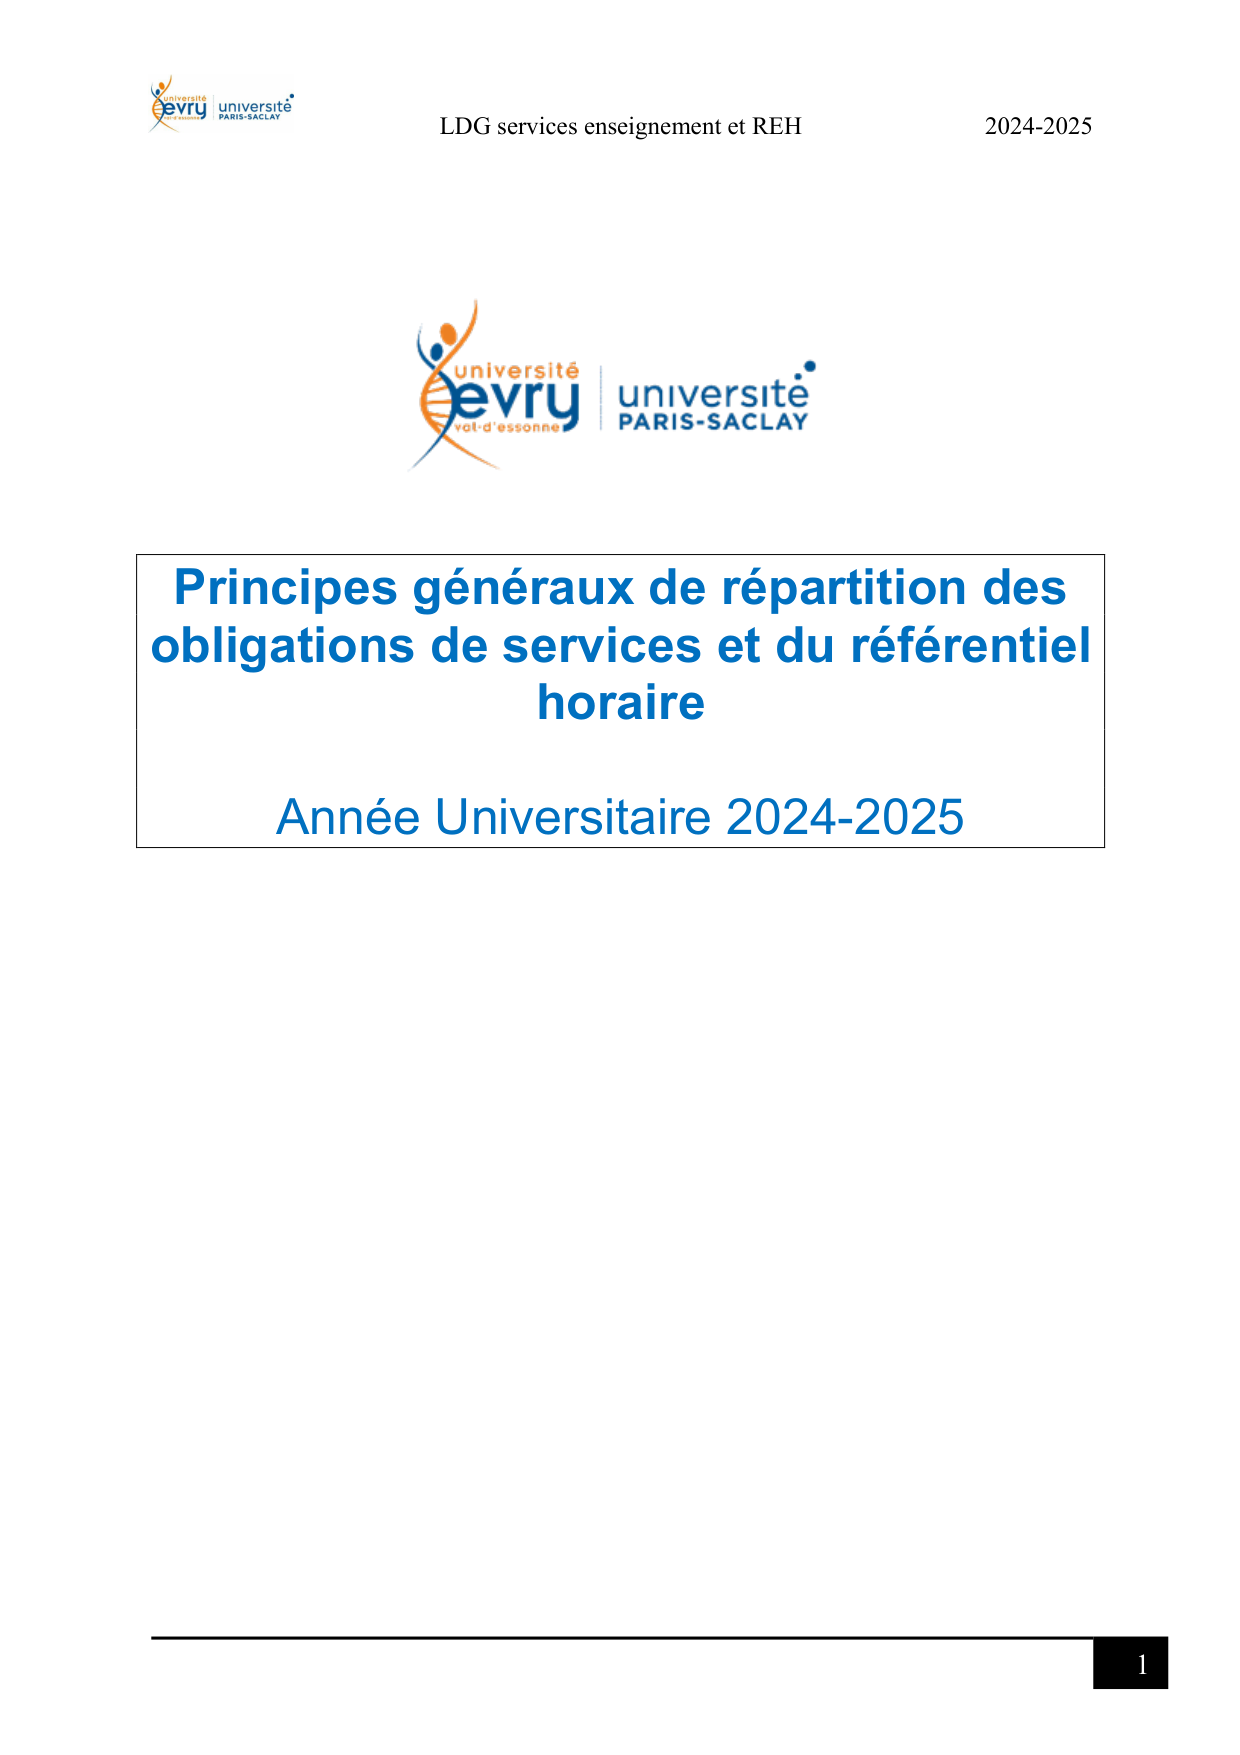 université
evry
val-d'essonne
université
PARIS-SACLAY
LDG services enseignement et REH 2024-2025
université
evry
val-d'essonne
université
PARIS-SACLAY
Principes généraux de répartition des
obligations de services et du référentiel
horaire
Année Universitaire 2024-2025
1